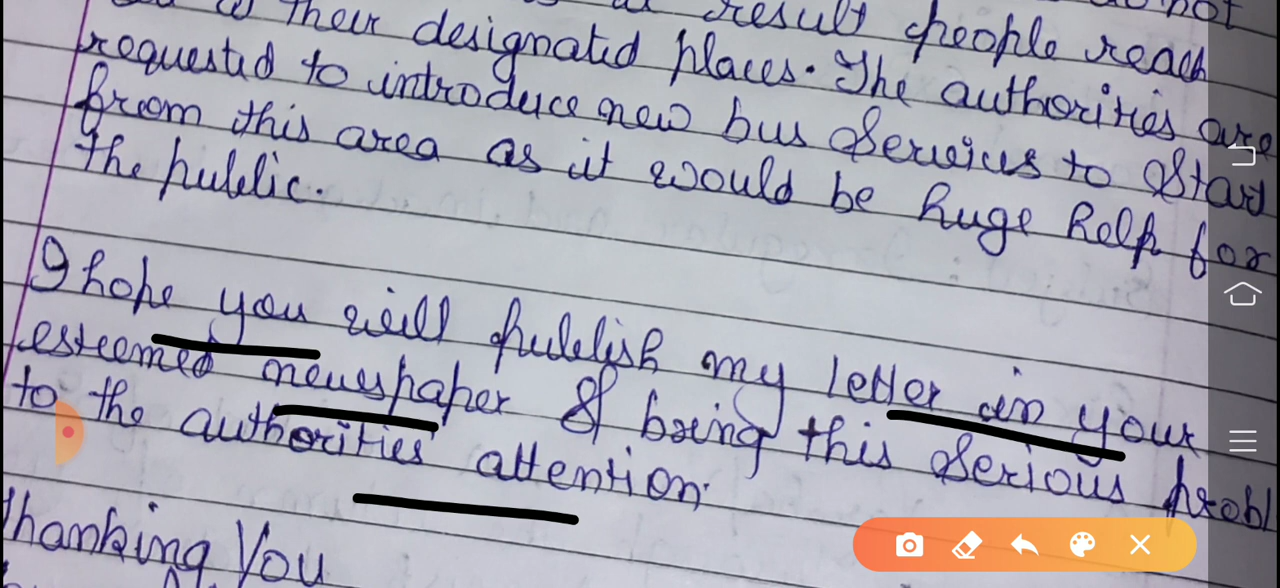 not
to their designated places. The authorities are
result people reach
requested to introduce new bus services to start
from this area as it would be huge help for
the public.
I hope you will publish my letter in your
esteemed newspaper & bring this serious probl
to the authorities' attention.
Thanking You